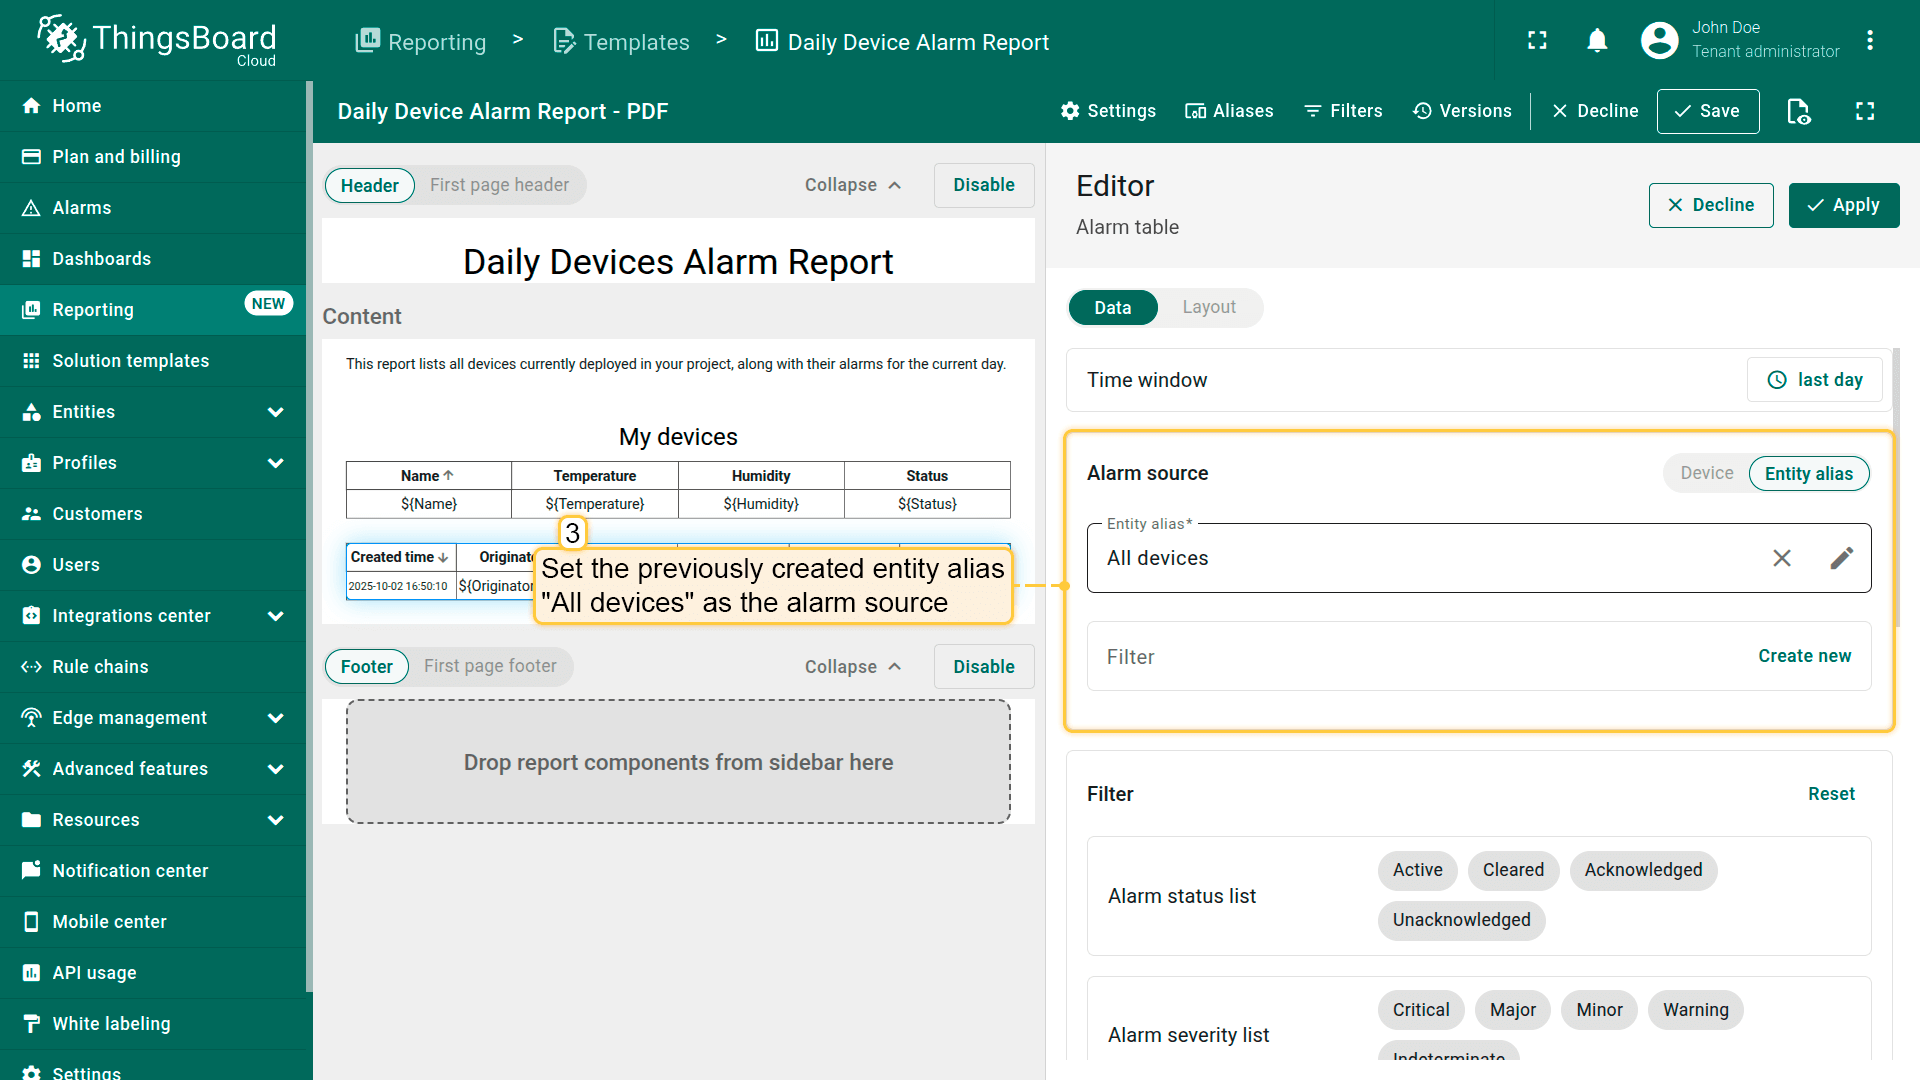 ThingsBoard
Cloud
Reporting > Templates > Daily Device Alarm Report
John Doe
Tenant administrator
Home
Plan and billing
Alarms
Dashboards
Reporting NEW
Solution templates
Entities
Profiles
Customers
Users
Integrations center
Rule chains
Edge management
Advanced features
Resources
Notification center
Mobile center
API usage
White labeling
Settings
Daily Device Alarm Report - PDF
Settings Aliases Filters Versions Decline Save
Header First page header Collapse Disable
Daily Devices Alarm Report
Content
This report lists all devices currently deployed in your project, along with their alarms for the current day.
My devices
Name Temperature Humidity Status
${Name} ${Temperature} ${Humidity} ${Status}
Created time Originat
2025-10-02 16:50:10 ${Originator
3
Set the previously created entity alias
"All devices" as the alarm source
Footer First page footer Collapse Disable
Drop report components from sidebar here
Editor
Alarm table
Decline Apply
Data Layout
Time window last day
Alarm source Device Entity alias
Entity alias*
All devices
Filter Create new
Filter Reset
Alarm status list
Active Cleared Acknowledged
Unacknowledged
Alarm severity list
Critical Major Minor Warning
Indeterminate